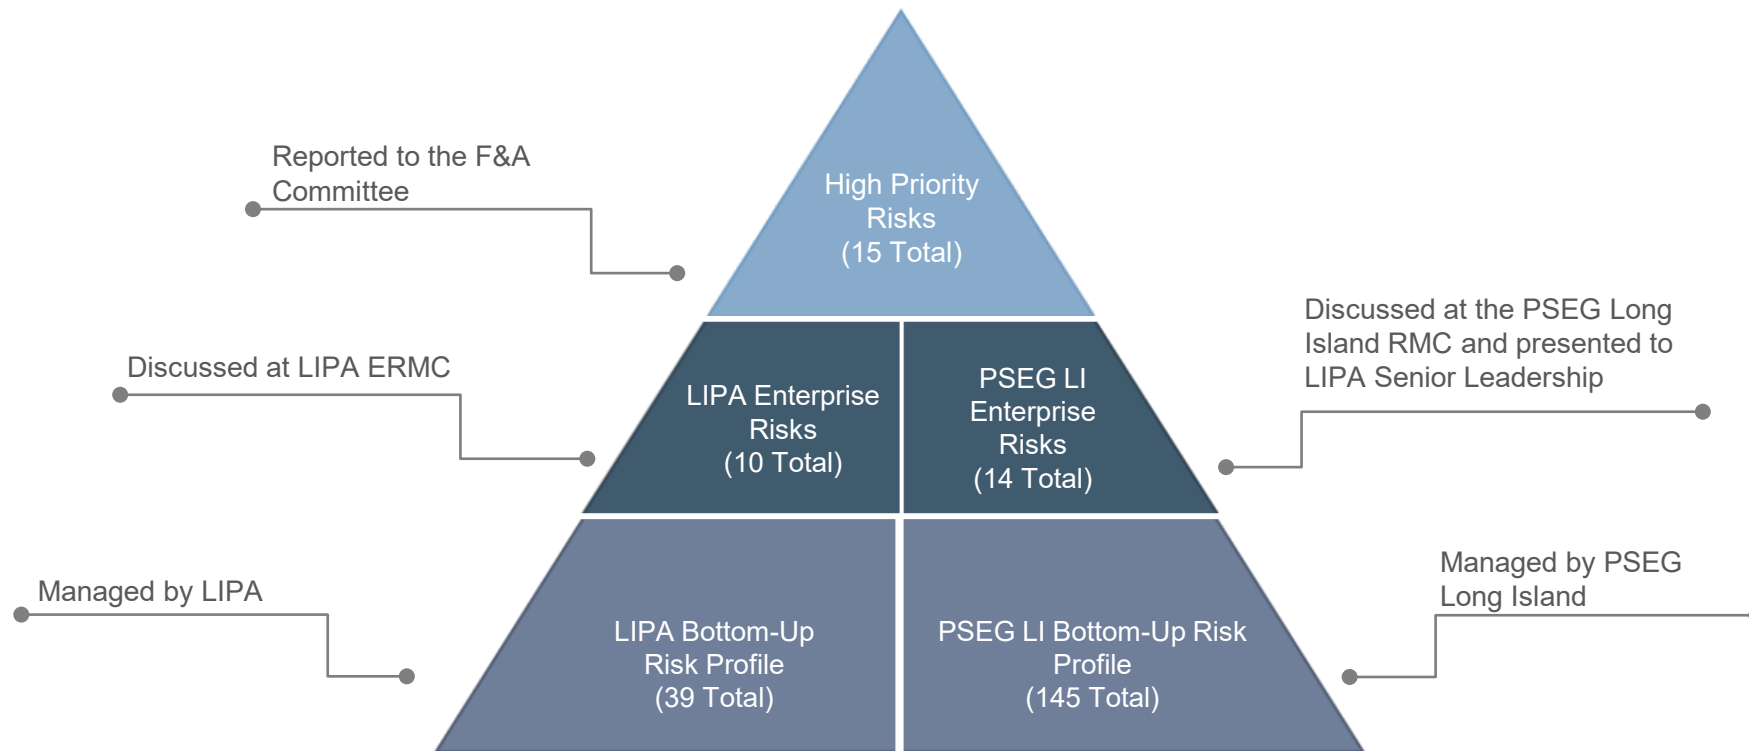 Reported to the F&A
Committee
High Priority
Risks
(15 Total)
Discussed at LIPA ERMC
LIPA Enterprise
Risks
(10 Total)
PSEG LI
Enterprise
Risks
(14 Total)
Discussed at the PSEG Long
Island RMC and presented to
LIPA Senior Leadership
Managed by LIPA
LIPA Bottom-Up
Risk Profile
(39 Total)
PSEG LI Bottom-Up Risk
Profile
(145 Total)
Managed by PSEG
Long Island